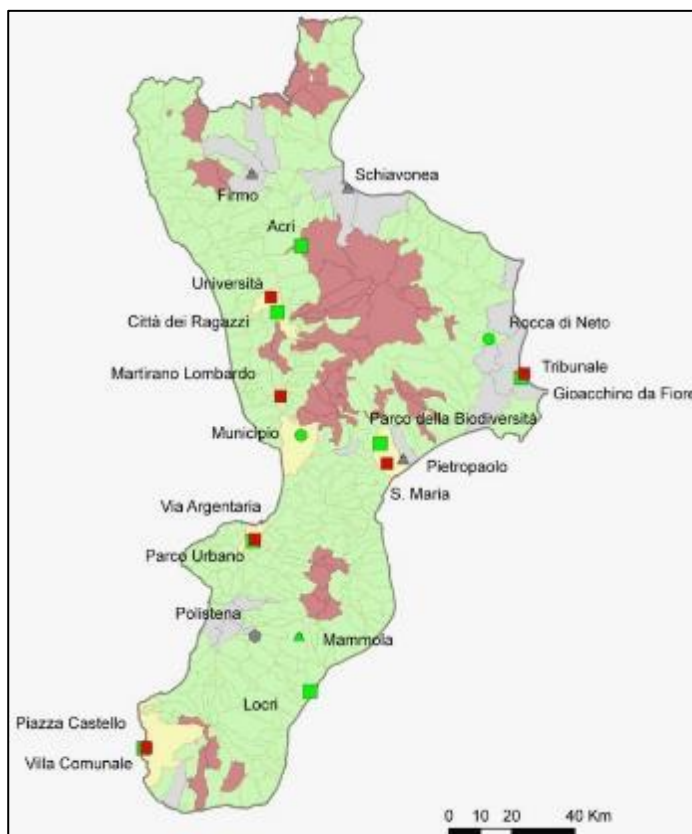 Schiavonea
Firmo
Acri
Università
Città dei Ragazzi
Rocca di Neto
Martirano Lombardo
Tribunale
Gioacchino da Fiore
Parco della Biodiversità
Municipio
Pietropaolo
S. Maria
Via Argentaria
Parco Urbano
Polistena
Mammola
Locri
Piazza Castello
Villa Comunale
0 10 20 40 Km